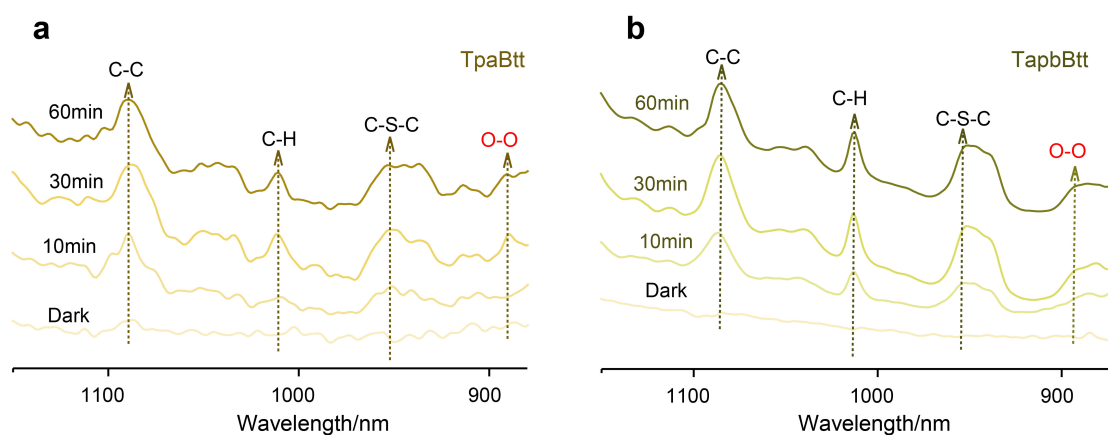 a
TpaBtt
C-C
60min
C-H
C-S-C
O-O
30min
10min
Dark
1100
1000
900
Wavelength/nm
b
TapbBtt
C-C
60min
C-H
C-S-C
O-O
30min
10min
Dark
1100
1000
900
Wavelength/nm